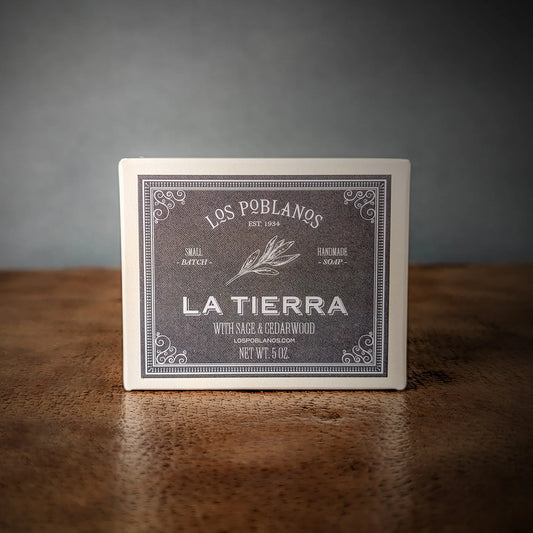 LOS POBLANOS
EST. 1934
SMALL
- BATCH -
HANDMADE
- SOAP -
LA TIERRA
WITH SAGE & CEDARWOOD
LOSPOBLANOS.COM
NET WT. 5 OZ.